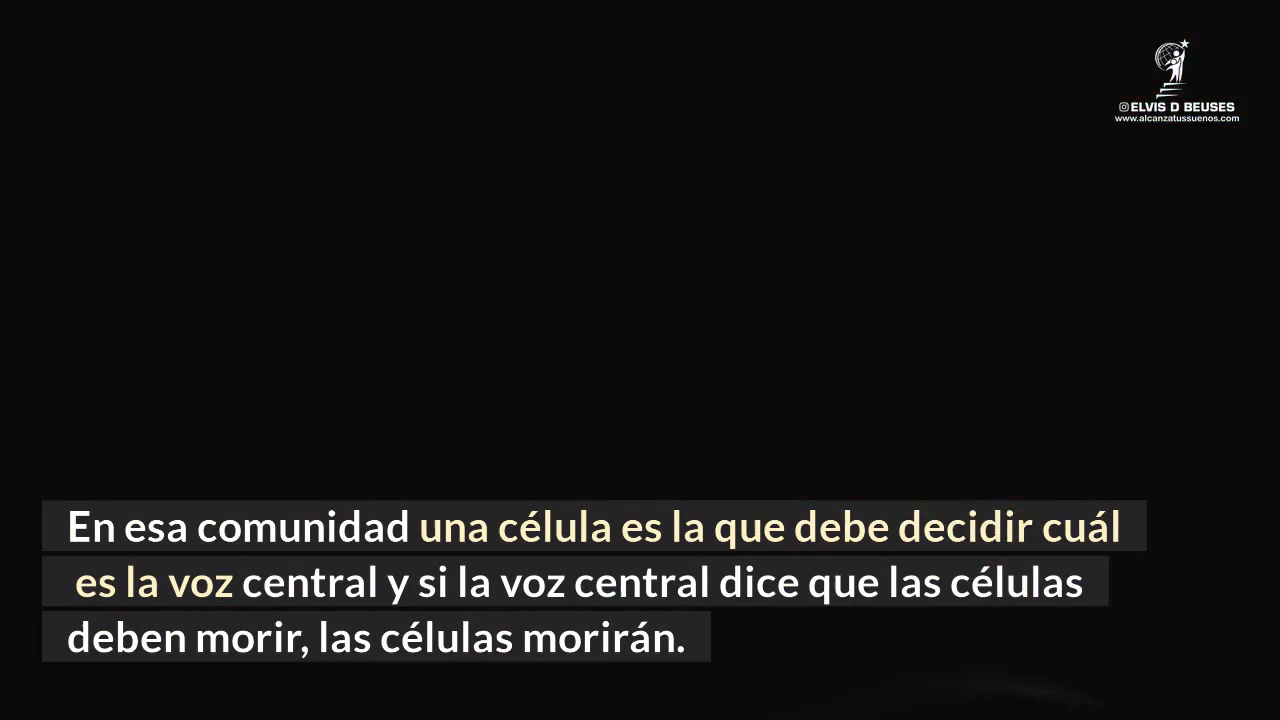 @ELVIS D BEUSES
www.alcanzatussuenos.com
En esa comunidad una célula es la que debe decidir cuál
es la voz central y si la voz central dice que las células
deben morir, las células morirán.